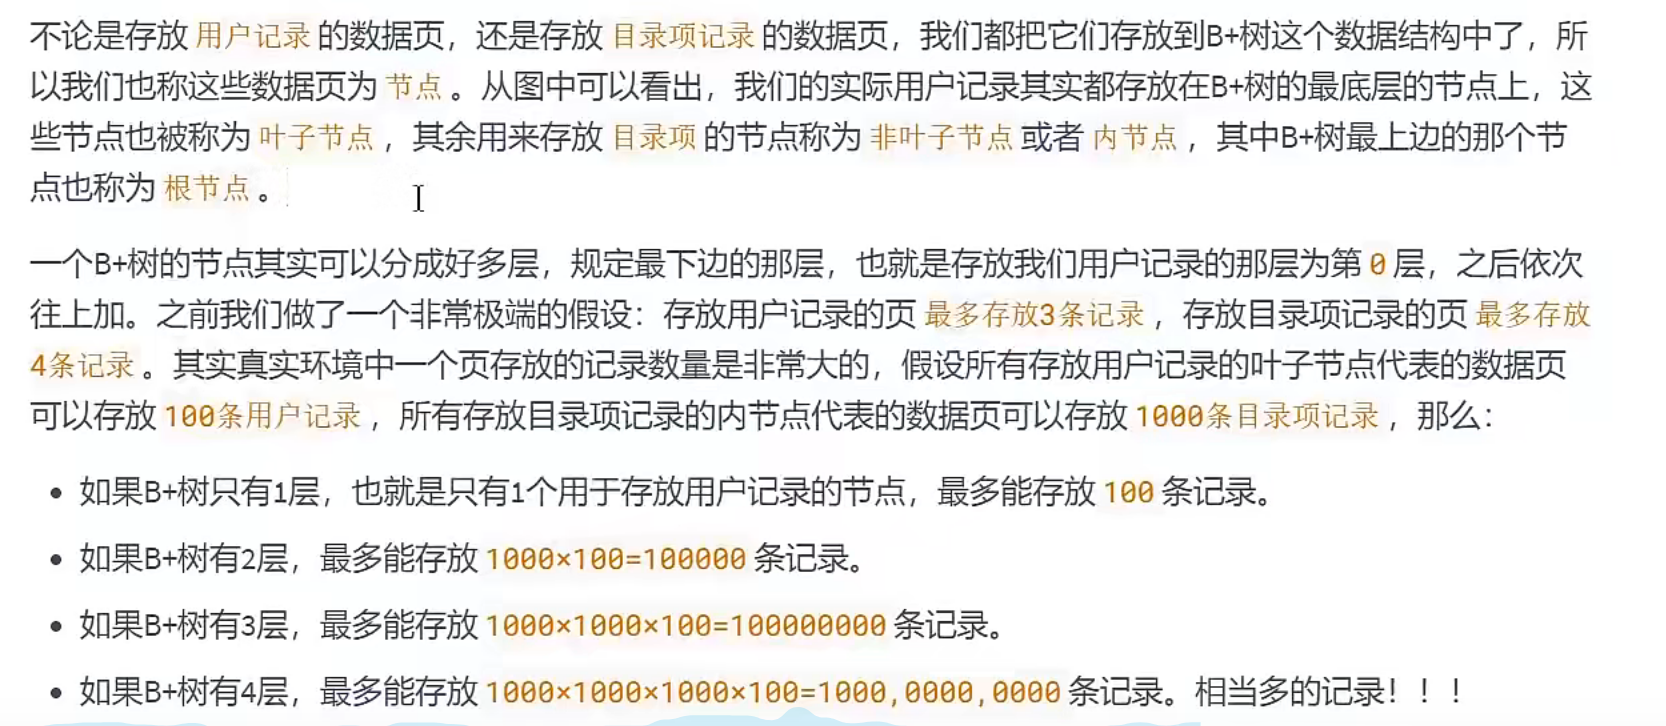 不论是存放 用户记录 的数据页，还是存放 目录项记录 的数据页，我们都把它们存放到B+树这个数据结构中了，所
以我们也称这些数据页为 节点 。从图中可以看出，我们的实际用户记录其实都存放在B+树的最底层的节点上，这
些节点也被称为 叶子节点 ，其余用来存放 目录项 的节点称为 非叶子节点 或者 内节点 ，其中B+树最上边的那个节
点也称为 根节点 。
一个B+树的节点其实可以分成好多层，规定最下边的那层，也就是存放我们用户记录的那层为第 0 层，之后依次
往上加。之前我们做了一个非常极端的假设：存放用户记录的页 最多存放3条记录 ，存放目录项记录的页 最多存放
4条记录 。其实真实环境中一个页存放的记录数量是非常大的，假设所有存放用户记录的叶子节点代表的数据页
可以存放 100条用户记录 ，所有存放目录项记录的内节点代表的数据页可以存放 1000条目录项记录 ，那么：
• 如果B+树只有1层，也就是只有1个用于存放用户记录的节点，最多能存放 100 条记录。
• 如果B+树有2层，最多能存放 1000×100=100000 条记录。
• 如果B+树有3层，最多能存放 1000×1000×100=100000000 条记录。
• 如果B+树有4层，最多能存放 1000×1000×1000×100=1000,0000,0000 条记录。相当多的记录！！！